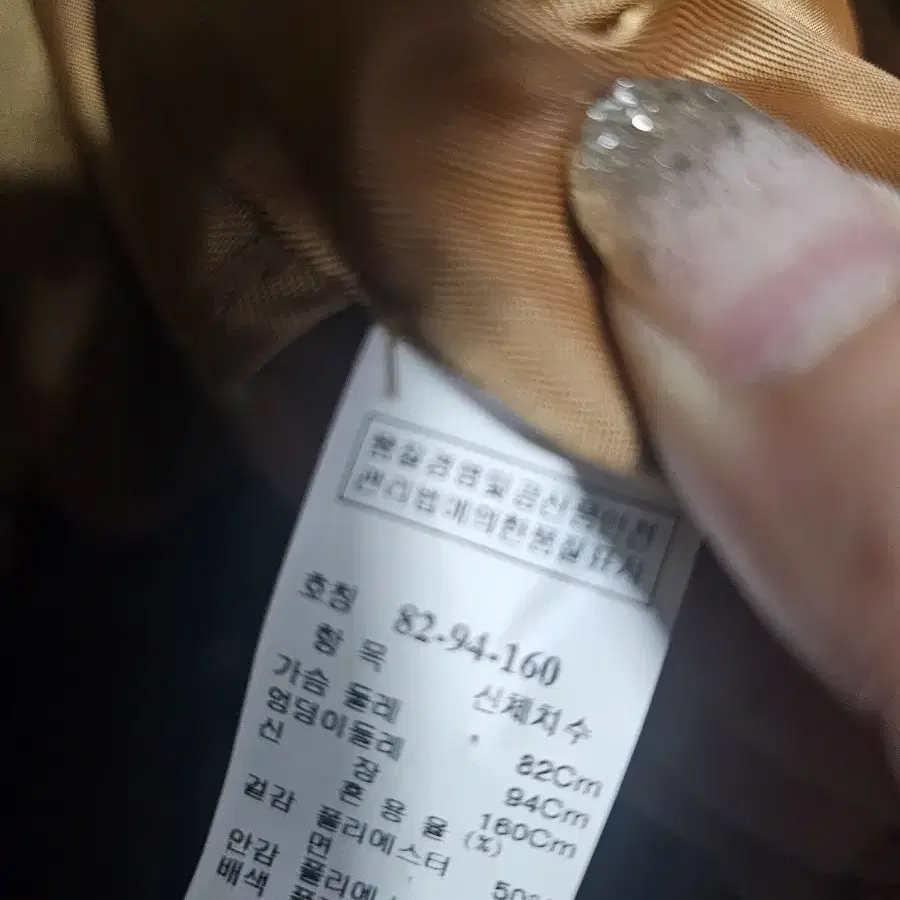 품질경영및공산품안전
관리법에의한품질표시
호칭 82-94-160
항 목 신체치수
가슴 둘레 82Cm
엉덩이둘레 94Cm
신 장 160Cm
혼 용 율 (%)
겉감 폴리에스터 50
면
안감 폴리에
배색